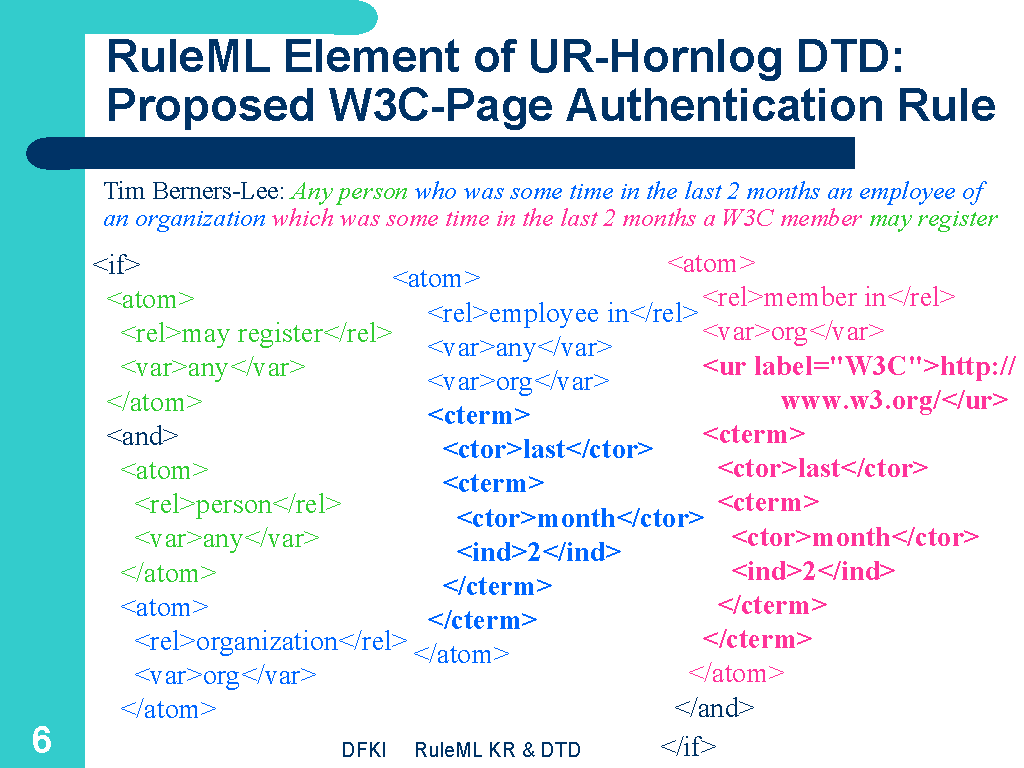 RuleML Element of UR-Hornlog DTD:
Proposed W3C-Page Authentication Rule
Tim Berners-Lee: Any person who was some time in the last 2 months an employee of
an organization which was some time in the last 2 months a W3C member may register
<if>
<atom>
<rel>may register</rel>
<var>any</var>
</atom>
<and>
<atom>
<rel>person</rel>
<var>any</var>
</atom>
<atom>
<rel>organization</rel>
<var>org</var>
</atom>
<atom>
<rel>employee in</rel>
<var>any</var>
<var>org</var>
<cterm>
<ctor>last</ctor>
<cterm>
<ctor>month</ctor>
<ind>2</ind>
</cterm>
</cterm>
</atom>
<atom>
<rel>member in</rel>
<var>org</var>
<ur label="W3C">http://
www.w3.org/</ur>
<cterm>
<ctor>last</ctor>
<cterm>
<ctor>month</ctor>
<ind>2</ind>
</cterm>
</cterm>
</atom>
</and>
</if>
6
DFKI RuleML KR & DTD